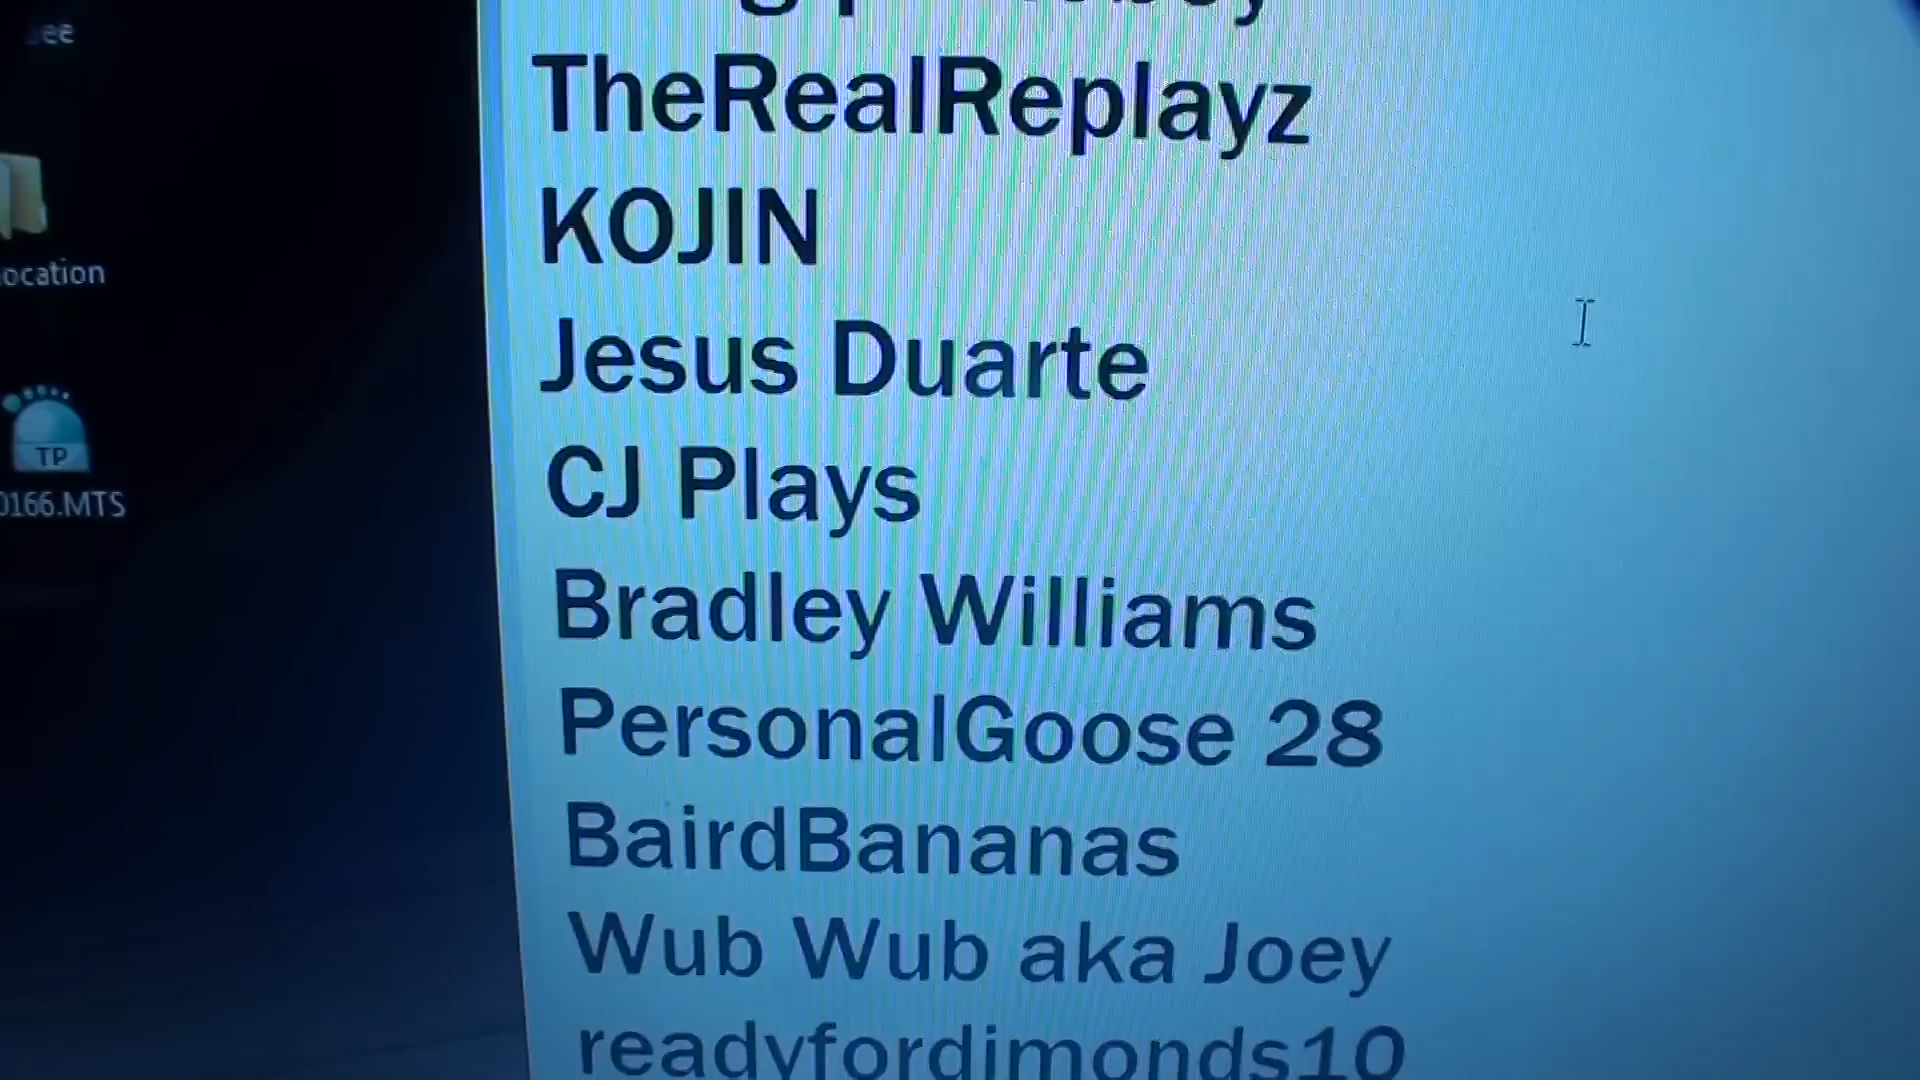 TheRealReplayz
KOJIN
Jesus Duarte
CJ Plays
Bradley Williams
PersonalGoose 28
BairdBananas
Wub Wub aka Joey
readyfordimonds10
ocation
TP
0166.MTS